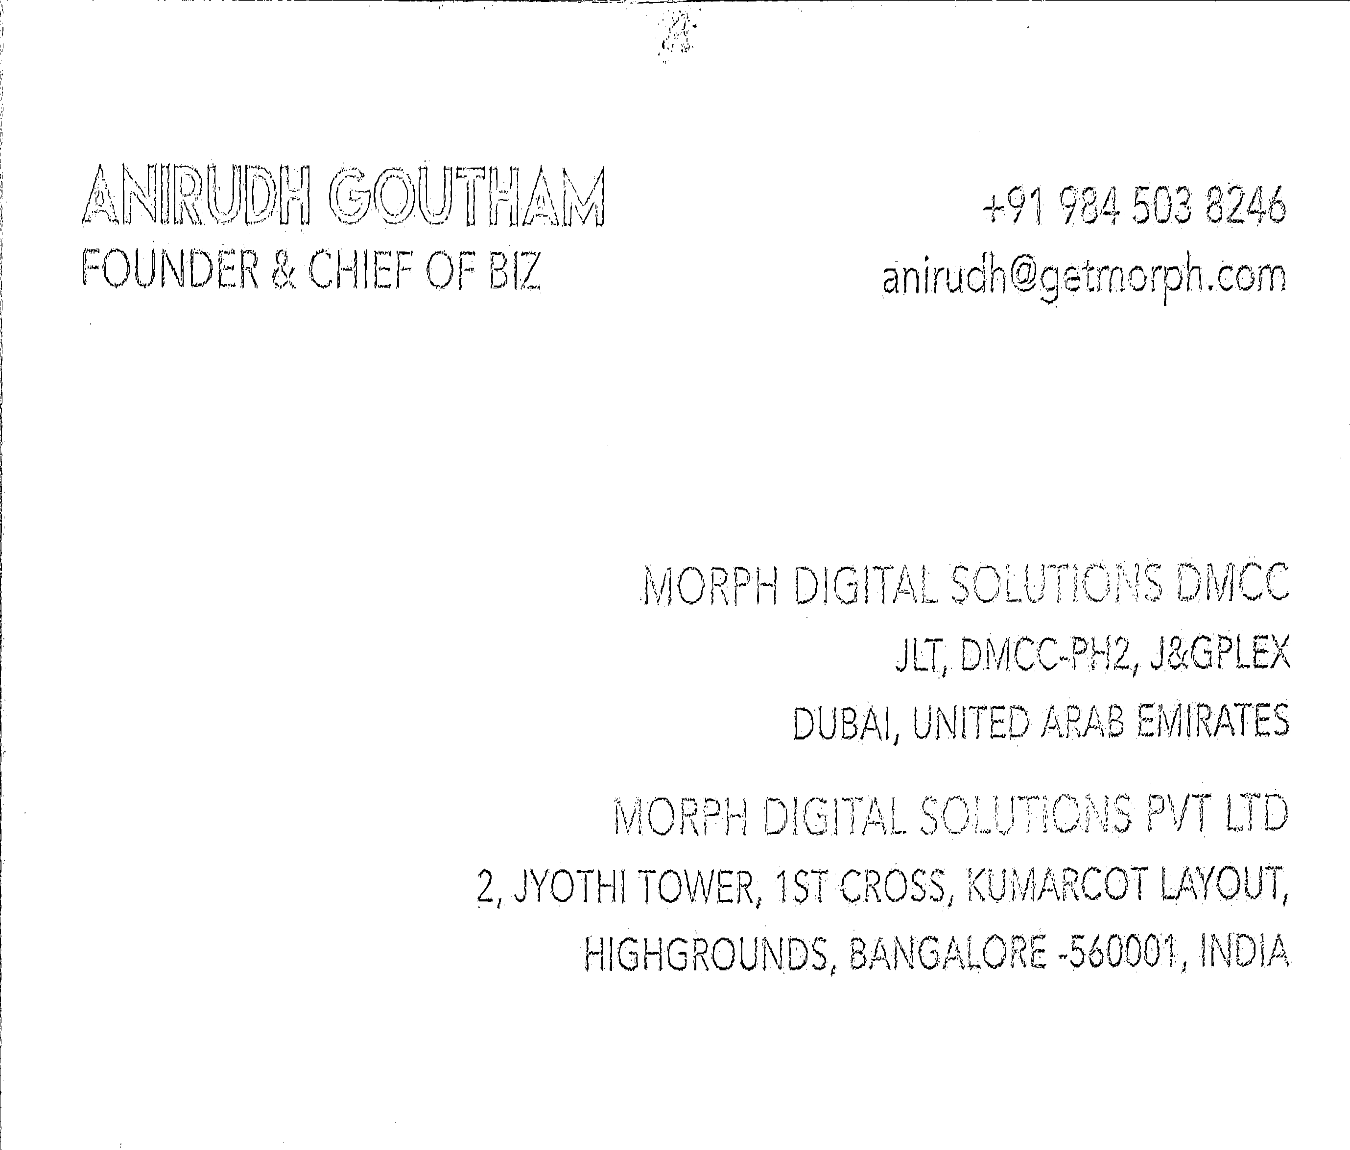 ANIRUDH GOUTHAM
FOUNDER & CHIEF OF BIZ
+91 984 503 8246
anirudh@getmorph.com
MORPH DIGITAL SOLUTIONS DMCC
JLT, DMCC-PH2, J&GPLEX
DUBAI, UNITED ARAB EMIRATES
MORPH DIGITAL SOLUTIONS PVT LTD
2, JYOTHI TOWER, 1ST CROSS, KUMARCOT LAYOUT,
HIGHGROUNDS, BANGALORE -560001, INDIA